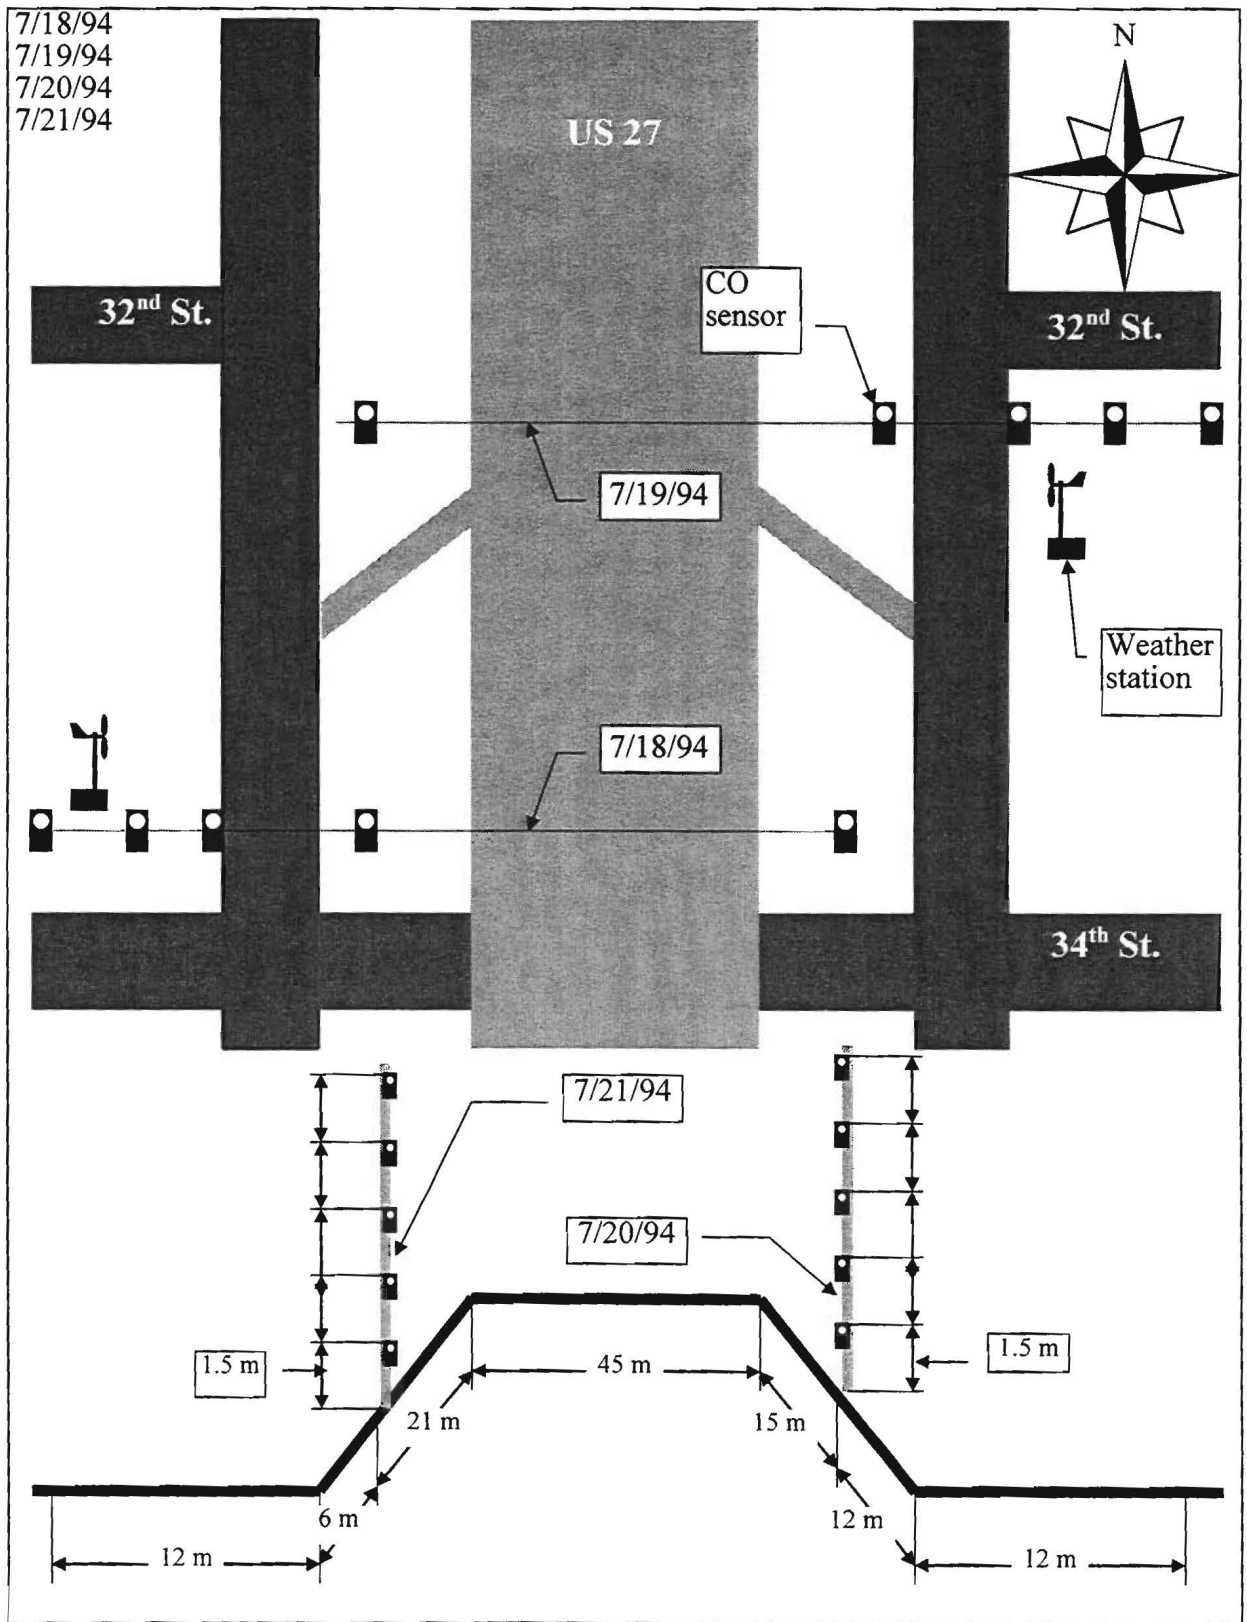 7/18/94
7/19/94
7/20/94
7/21/94
N
US 27
CO
sensor
32nd St.
32nd St.
7/19/94
Weather
station
7/18/94
34th St.
7/21/94
7/20/94
1.5 m
45 m
1.5 m
21 m
15 m
6 m
12 m
12 m
12 m